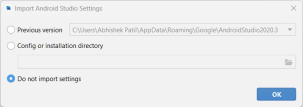 Import Android Studio Settings
Previous version C:\Users\Abhishek Patil\AppData\Roaming\Google\AndroidStudio2020.3
Config or installation directory
Do not import settings
OK